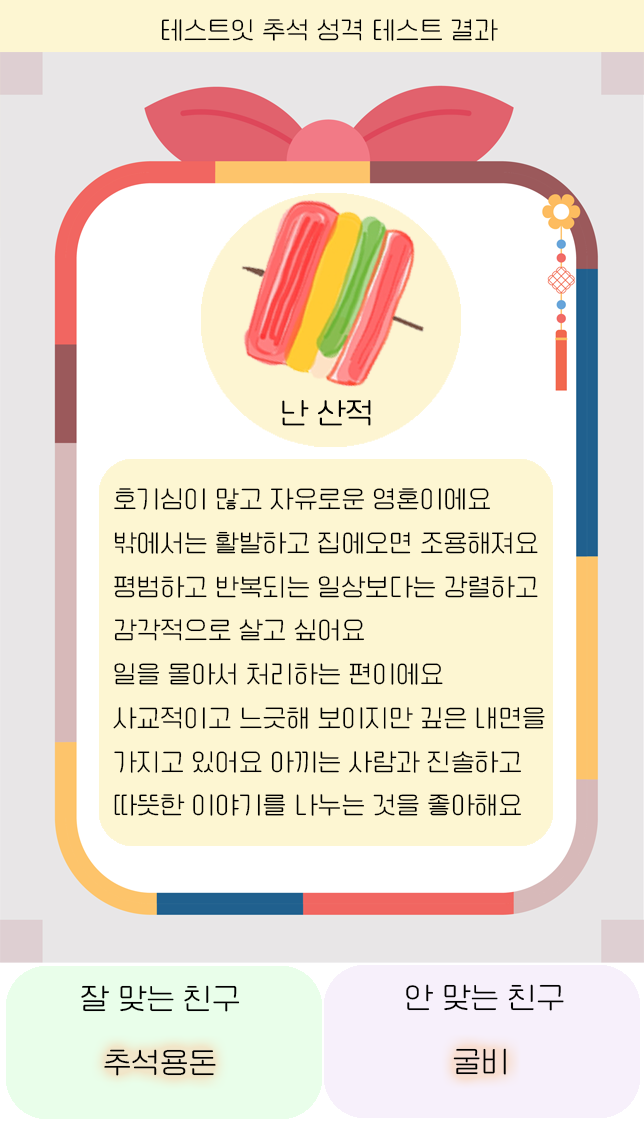 테스트잇 추석 성격 테스트 결과
난 산적
호기심이 많고 자유로운 영혼이에요
밖에서는 활발하고 집에오면 조용해져요
평범하고 반복되는 일상보다는 강렬하고
감각적으로 살고 싶어요
일을 몰아서 처리하는 편이에요
사교적이고 느긋해 보이지만 깊은 내면을
가지고 있어요 아끼는 사람과 진솔하고
따뜻한 이야기를 나누는 것을 좋아해요
잘 맞는 친구
안 맞는 친구
추석용돈
굴비